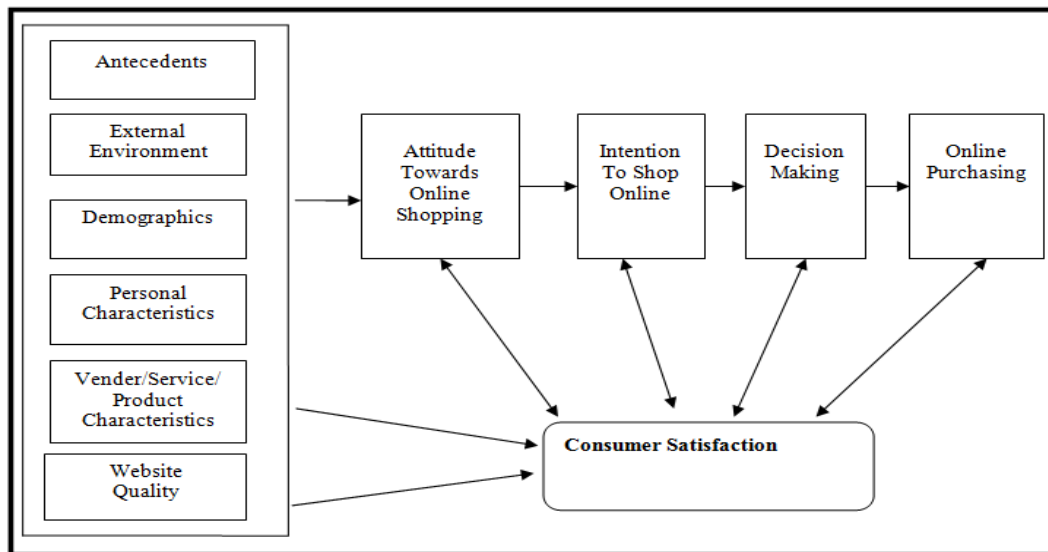 Antecedents
External
Environment
Demographics
Personal
Characteristics
Vender/Service/
Product
Characteristics
Website
Quality
Attitude
Towards
Online
Shopping
Intention
To Shop
Online
Decision
Making
Online
Purchasing
Consumer Satisfaction